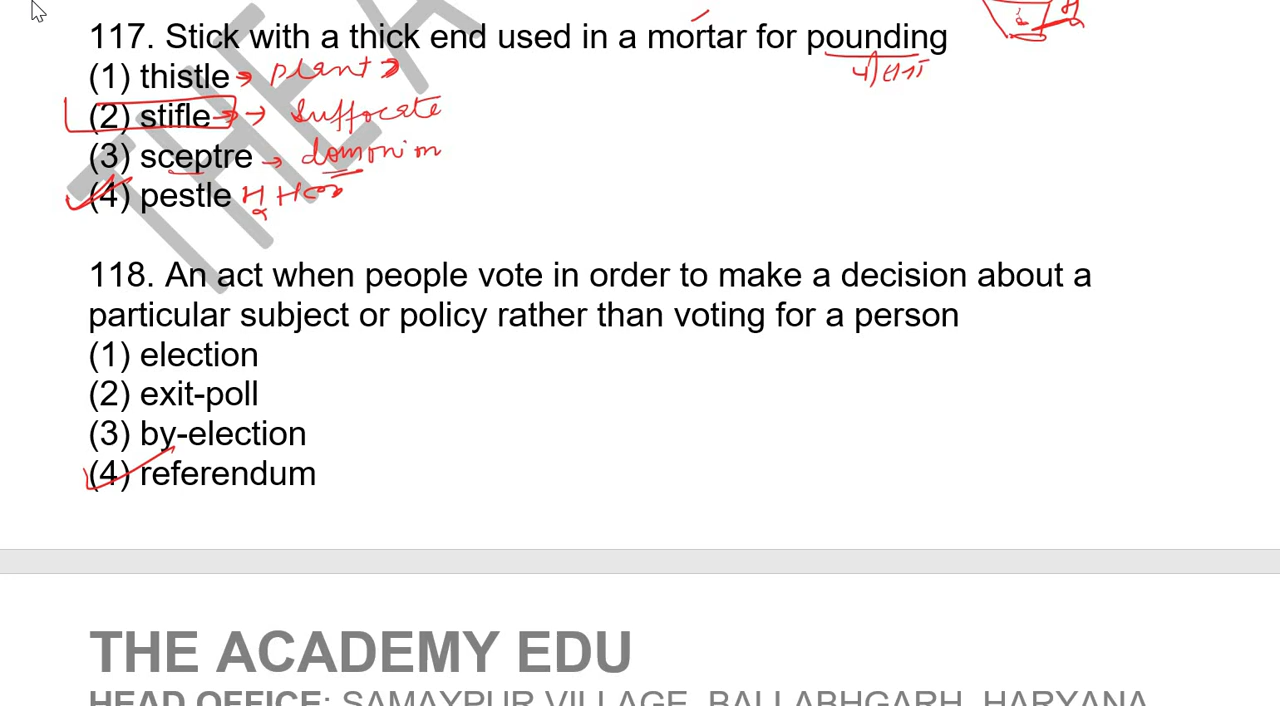 117. Stick with a thick end used in a mortar for pounding
(1) thistle → plant
(2) stifle → suffocate
(3) sceptre → domonim
(4) pestle
118. An act when people vote in order to make a decision about a
particular subject or policy rather than voting for a person
(1) election
(2) exit-poll
(3) by-election
(4) referendum
THE ACADEMY EDU
HEAD OFFICE: SAMAYPUR VILLAGE, BALLABHGARH, HARYANA